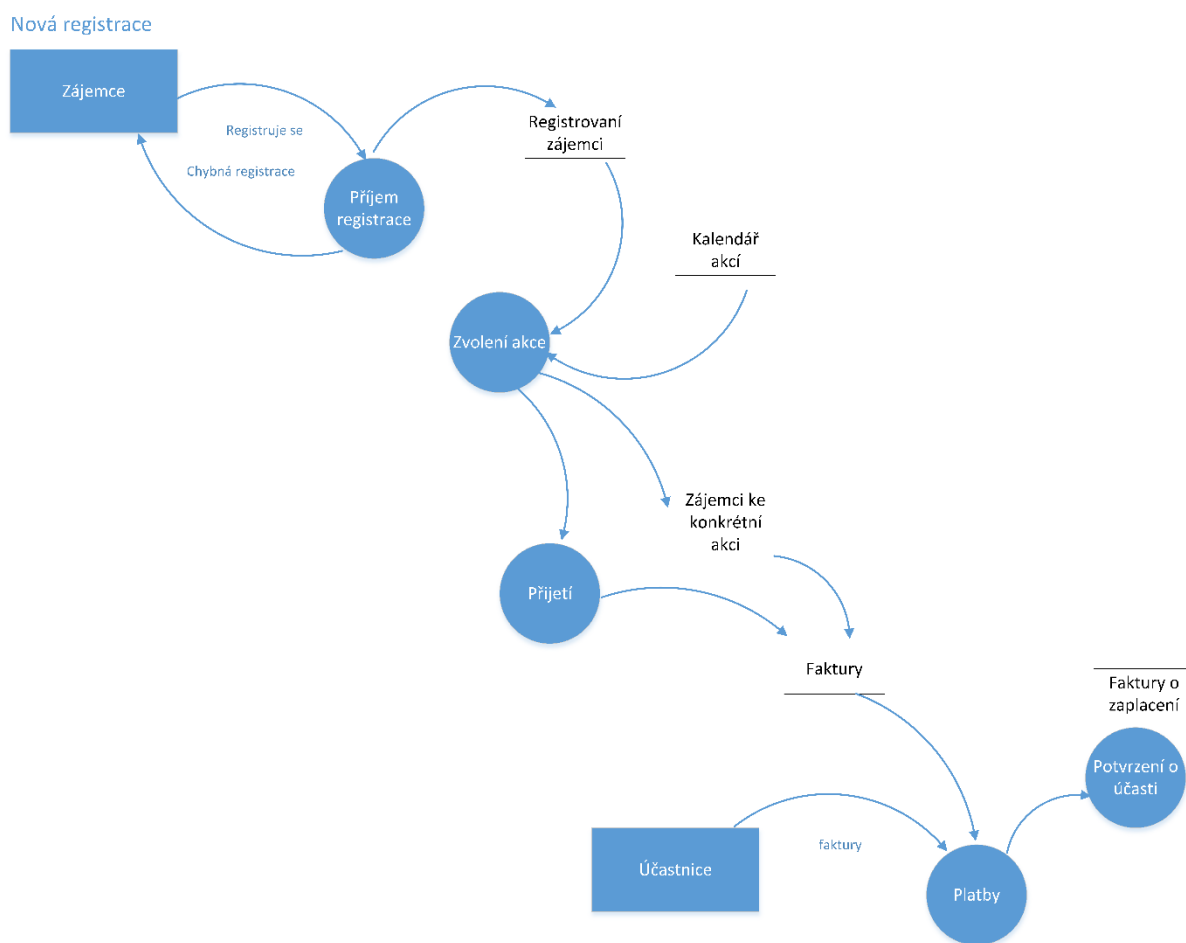 Nová registrace
Zájemce
Registruje se
Chybná registrace
Příjem
registrace
Registrovaní
zájemci
Kalendář
akcí
Zvolení akce
Zájemci ke
konkrétní
akci
Přijetí
Faktury
Faktury o
zaplacení
Potvrzení o
účasti
Účastnice
faktury
Platby